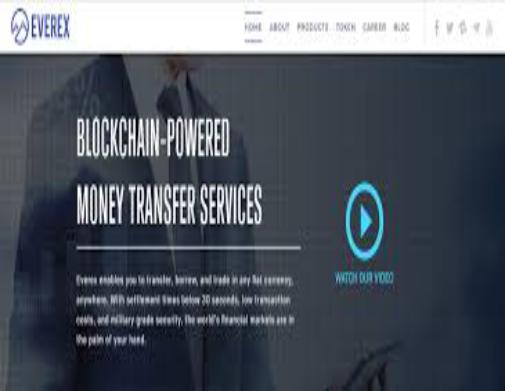 EVEREX
HOME ABOUT PRODUCTS TOKEN CAREER BLOG
BLOCKCHAIN-POWERED
MONEY TRANSFER SERVICES
Everex enables you to transfer, borrow, and trade in any fiat currency,
anywhere. With settlement times below 30 seconds, low transaction
costs, and military grade security, the world's financial markets are in
the palm of your hand.
WATCH OUR VIDEO